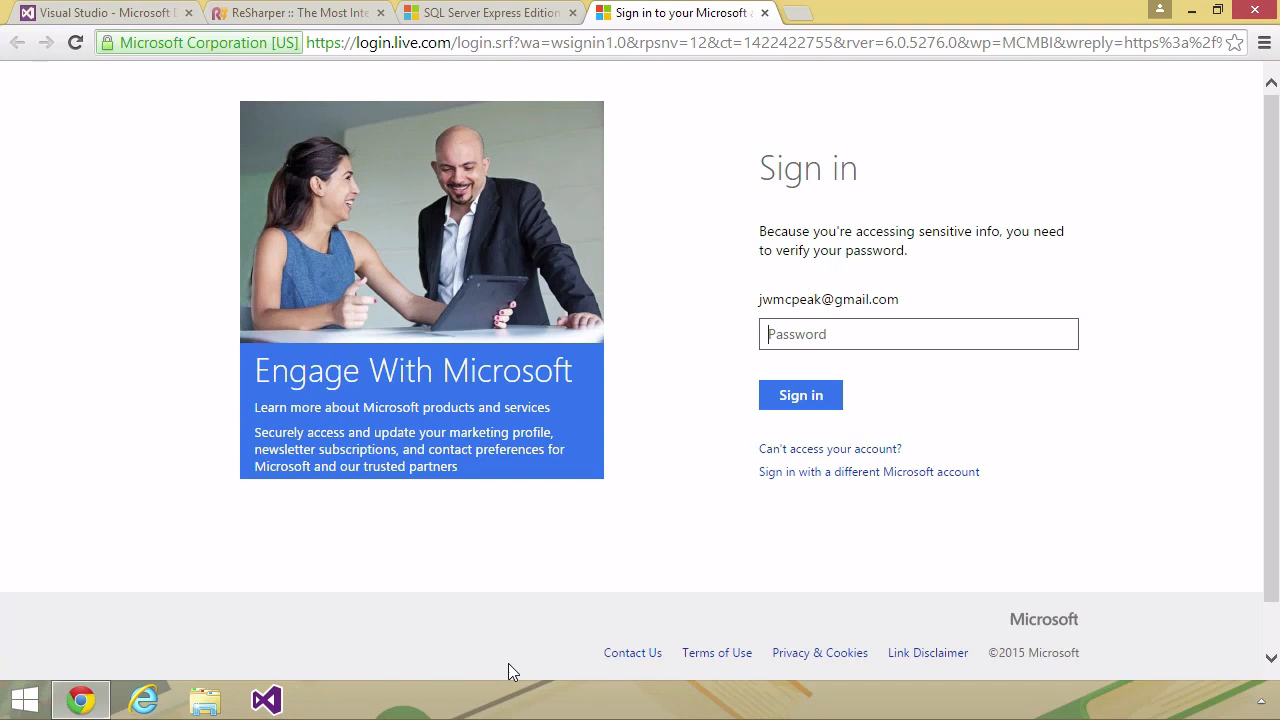 Visual Studio - Microsoft D
ReSharper :: The Most Inte
SQL Server Express Edition
Sign in to your Microsoft a
Microsoft Corporation [US]
https://login.live.com/login.srf?wa=wsignin1.0&rpsnv=12&ct=1422422755&rver=6.0.5276.0&wp=MCMBI&wreply=https%3a%2f%
Engage With Microsoft
Learn more about Microsoft products and services
Securely access and update your marketing profile,
newsletter subscriptions, and contact preferences for
Microsoft and our trusted partners
Sign in
Because you're accessing sensitive info, you need
to verify your password.
jwmcpeak@gmail.com
Password
Sign in
Can't access your account?
Sign in with a different Microsoft account
Microsoft
Contact Us
Terms of Use
Privacy & Cookies
Link Disclaimer
©2015 Microsoft